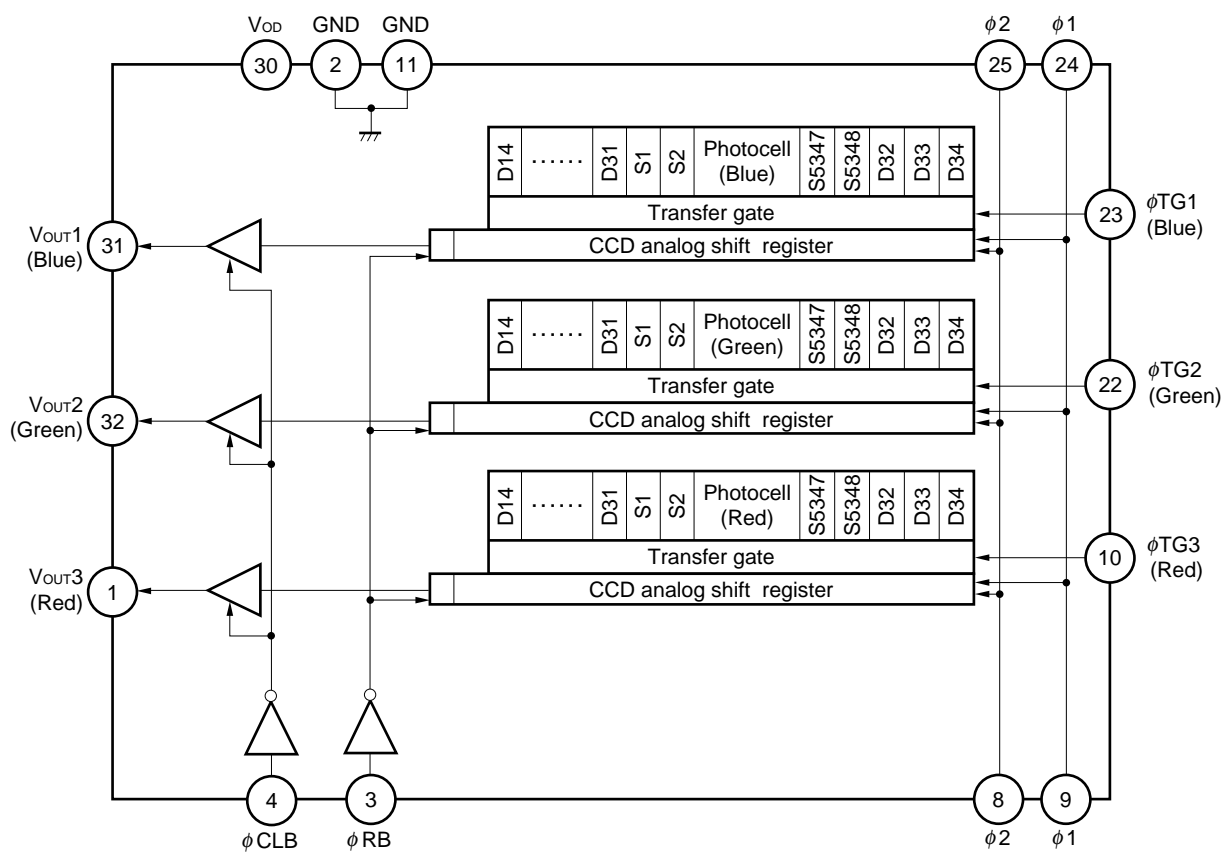 VOD GND GND φ2 φ1
30 2 11 25 24
D14 ······ D31 S1 S2 Photocell (Blue) S5347 S5348 D32 D33 D34
Transfer gate
23 φTG1 (Blue)
VOUT1 (Blue) 31
CCD analog shift register
D14 ······ D31 S1 S2 Photocell (Green) S5347 S5348 D32 D33 D34
Transfer gate
22 φTG2 (Green)
VOUT2 (Green) 32
CCD analog shift register
D14 ······ D31 S1 S2 Photocell (Red) S5347 S5348 D32 D33 D34
Transfer gate
10 φTG3 (Red)
VOUT3 (Red) 1
CCD analog shift register
4 3 8 9
φCLB φRB φ2 φ1